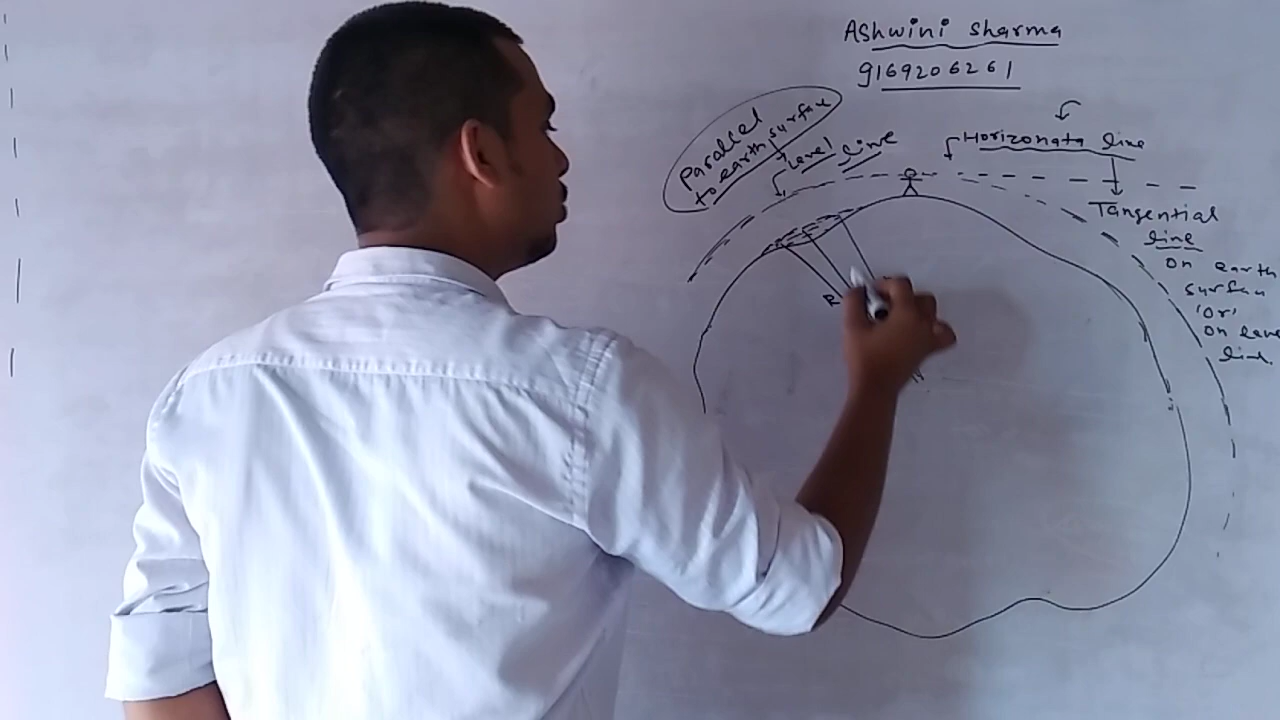 Ashwini Sharma
9169206261
Parallel
to earth surface
Level line
Horizonata line
Tangential
line
on earth
surface
'or'
on level
line.
R